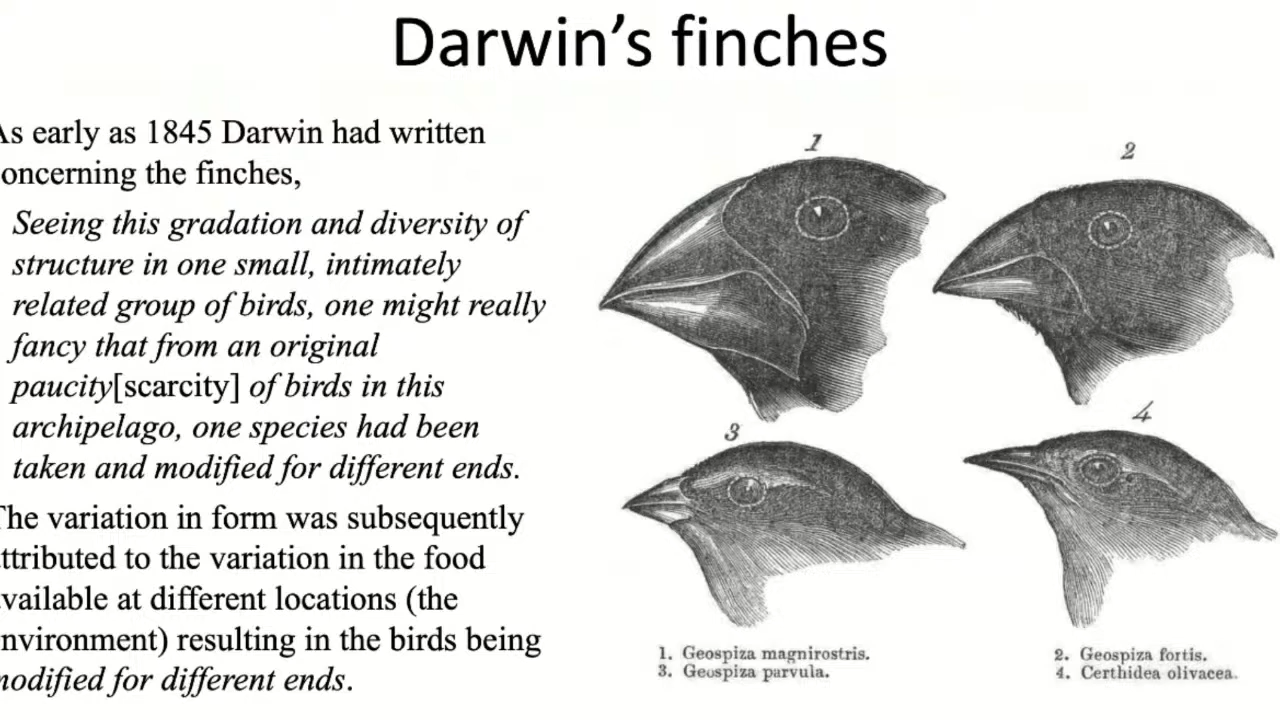 Darwin's finches
As early as 1845 Darwin had written
oncerning the finches,
Seeing this gradation and diversity of
structure in one small, intimately
related group of birds, one might really
fancy that from an original
paucity[scarcity] of birds in this
archipelago, one species had been
taken and modified for different ends.
The variation in form was subsequently
ttributed to the variation in the food
vailable at different locations (the
nvironment) resulting in the birds being
modified for different ends.
1
2
3
4
1. Geospiza magnirostris.
2. Geospiza fortis.
3. Geospiza parvula.
4. Certhidea olivacea.